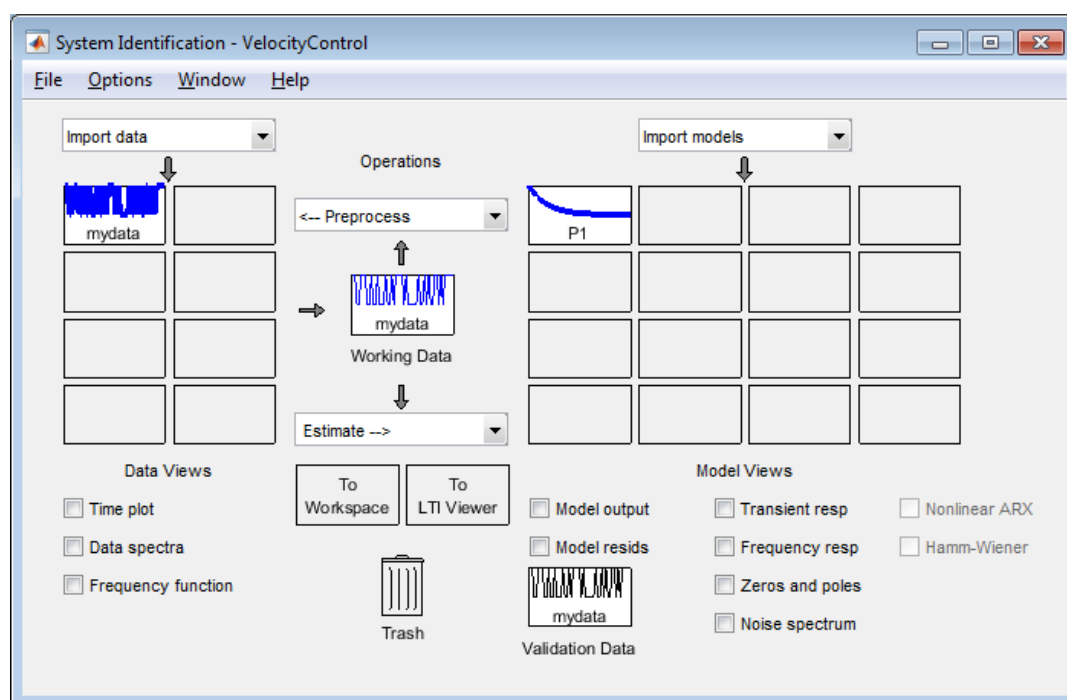 System Identification - VelocityControl
File Options Window Help
Import data
Import models
Operations
mydata
<-- Preprocess
P1
mydata
Working Data
Estimate -->
Data Views
Model Views
To Workspace
To LTI Viewer
Time plot
Model output
Transient resp
Nonlinear ARX
Data spectra
Model resids
Frequency resp
Hamm-Wiener
Frequency function
Zeros and poles
mydata
Noise spectrum
Trash
Validation Data